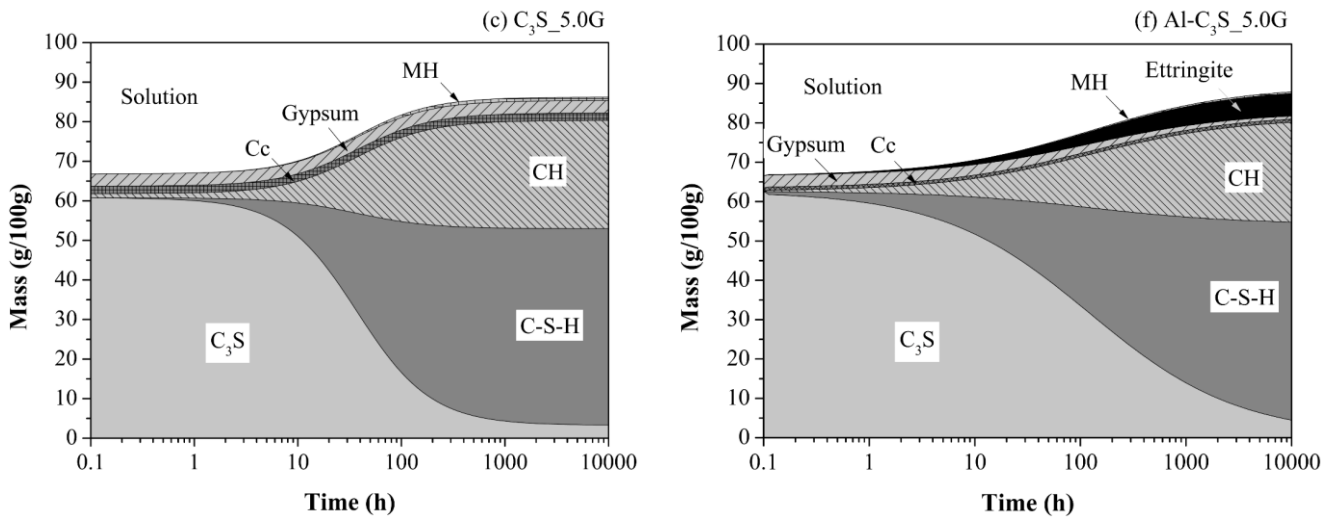 (c) C₃S_5.0G
100
90
80
70
60
50
40
30
20
10
0
Mass (g/100g)
Solution
MH
Gypsum
Cc
CH
C₃S
C-S-H
0.1 1 10 100 1000 10000
Time (h)
(f) Al-C₃S_5.0G
100
90
80
70
60
50
40
30
20
10
0
Mass (g/100g)
Solution
Ettringite
MH
Gypsum
Cc
CH
C-S-H
C₃S
0.1 1 10 100 1000 10000
Time (h)